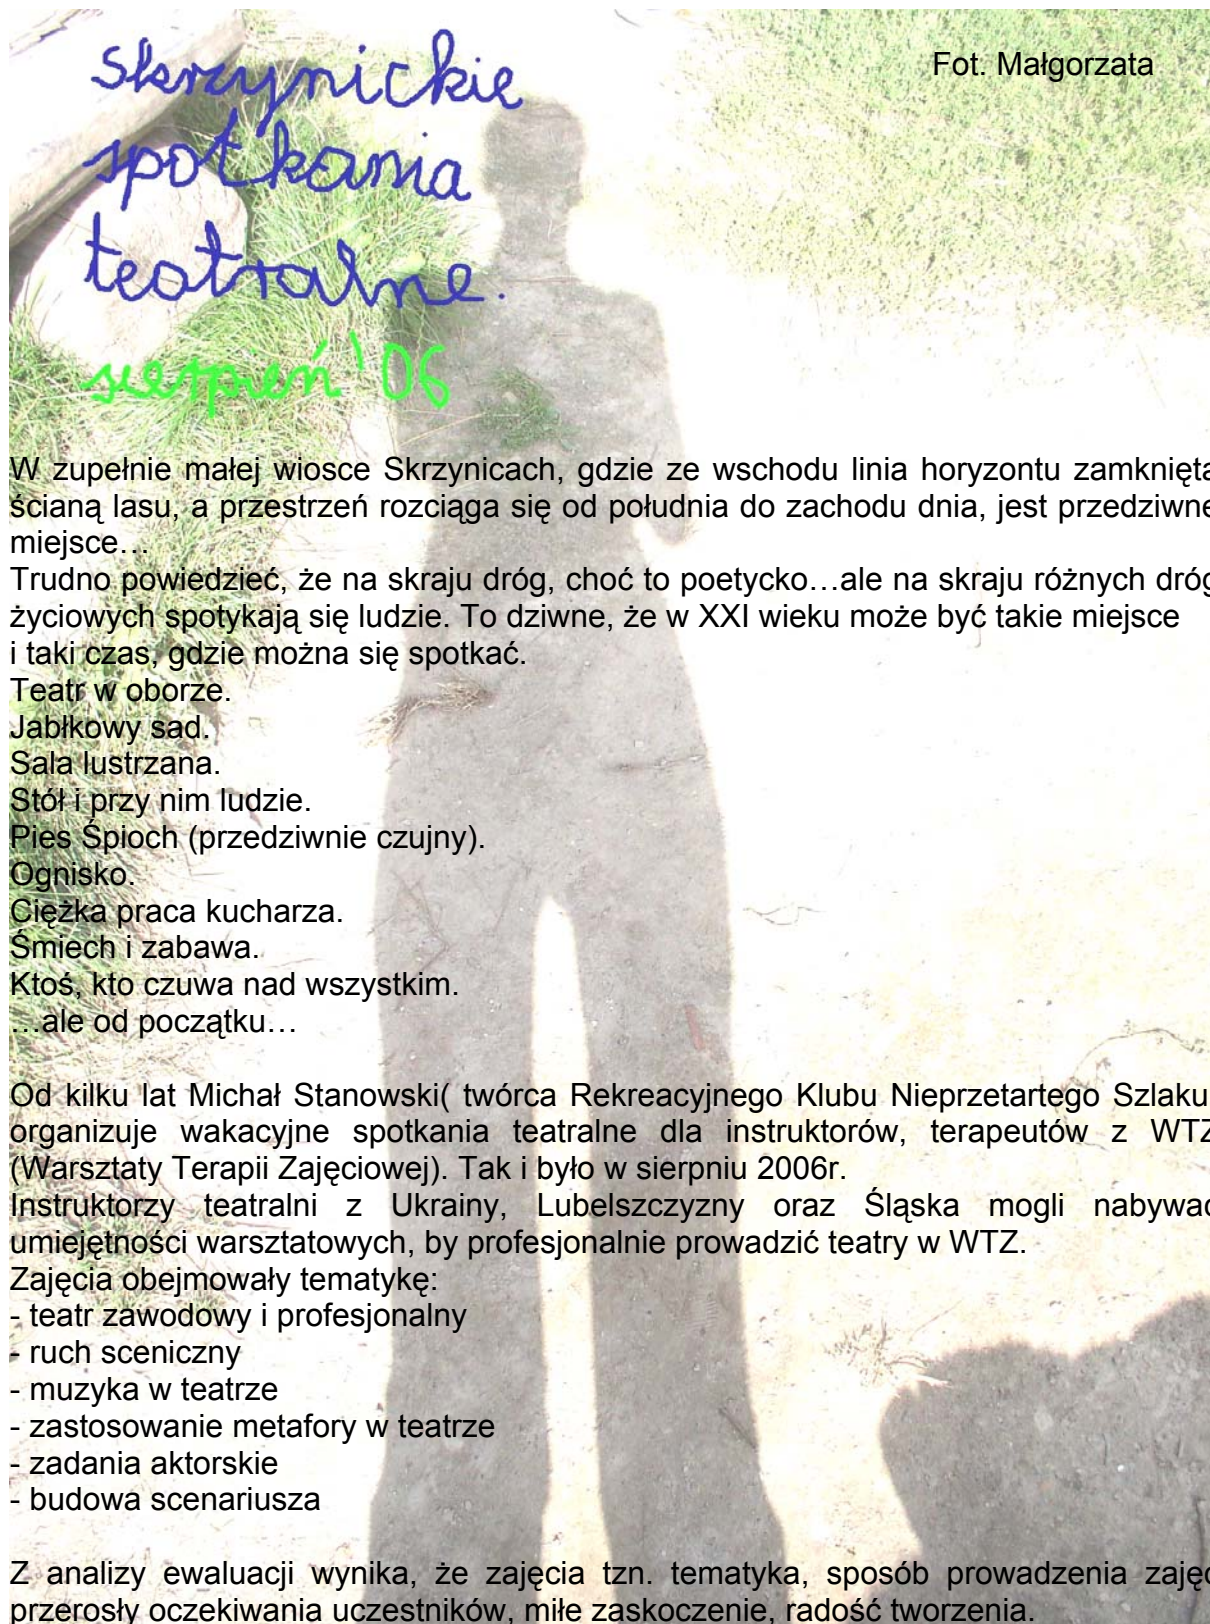 skrzynickie
Fot. Małgorzata
spotkania
teatralne.
sierpień '06
W zupełnie małej wiosce Skrzynicach, gdzie ze wschodu linia horyzontu zamknięta
ścianą lasu, a przestrzeń rozciąga się od południa do zachodu dnia, jest przedziwne
miejsce…
Trudno powiedzieć, że na skraju dróg, choć to poetycko…ale na skraju różnych dróg
życiowych spotykają się ludzie. To dziwne, że w XXI wieku może być takie miejsce
i taki czas, gdzie można się spotkać.
Teatr w oborze.
Jabłkowy sad.
Sala lustrzana.
Stół i przy nim ludzie.
Pies Śpioch (przedziwnie czujny).
Ognisko.
Ciężka praca kucharza.
Śmiech i zabawa.
Ktoś, kto czuwa nad wszystkim.
…ale od początku…
Od kilku lat Michał Stanowski( twórca Rekreacyjnego Klubu Nieprzetartego Szlaku
organizuje wakacyjne spotkania teatralne dla instruktorów, terapeutów z WTZ
(Warsztaty Terapii Zajęciowej). Tak i było w sierpniu 2006r.
Instruktorzy teatralni z Ukrainy, Lubelszczyzny oraz Śląska mogli nabywać
umiejętności warsztatowych, by profesjonalnie prowadzić teatry w WTZ.
Zajęcia obejmowały tematykę:
- teatr zawodowy i profesjonalny
- ruch sceniczny
- muzyka w teatrze
- zastosowanie metafory w teatrze
- zadania aktorskie
- budowa scenariusza
Z analizy ewaluacji wynika, że zajęcia tzn. tematyka, sposób prowadzenia zajęć
przerosły oczekiwania uczestników, miłe zaskoczenie, radość tworzenia.